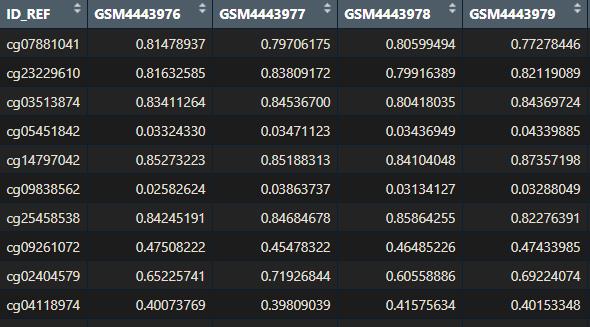 ID_REF GSM4443976 GSM4443977 GSM4443978 GSM4443979
cg07881041 0.81478937 0.79706175 0.80599494 0.77278446
cg23229610 0.81632585 0.83809172 0.79916389 0.82119089
cg03513874 0.83411264 0.84536700 0.80418035 0.84369724
cg05451842 0.03324330 0.03471123 0.03436949 0.04339885
cg14797042 0.85273223 0.85188313 0.84104048 0.87357198
cg09838562 0.02582624 0.03863737 0.03134127 0.03288049
cg25458538 0.84245191 0.84684678 0.85864255 0.82276391
cg09261072 0.47508222 0.45478322 0.46485226 0.47433985
cg02404579 0.65225741 0.71926844 0.60558886 0.69224074
cg04118974 0.40073769 0.39809039 0.41575634 0.40153348